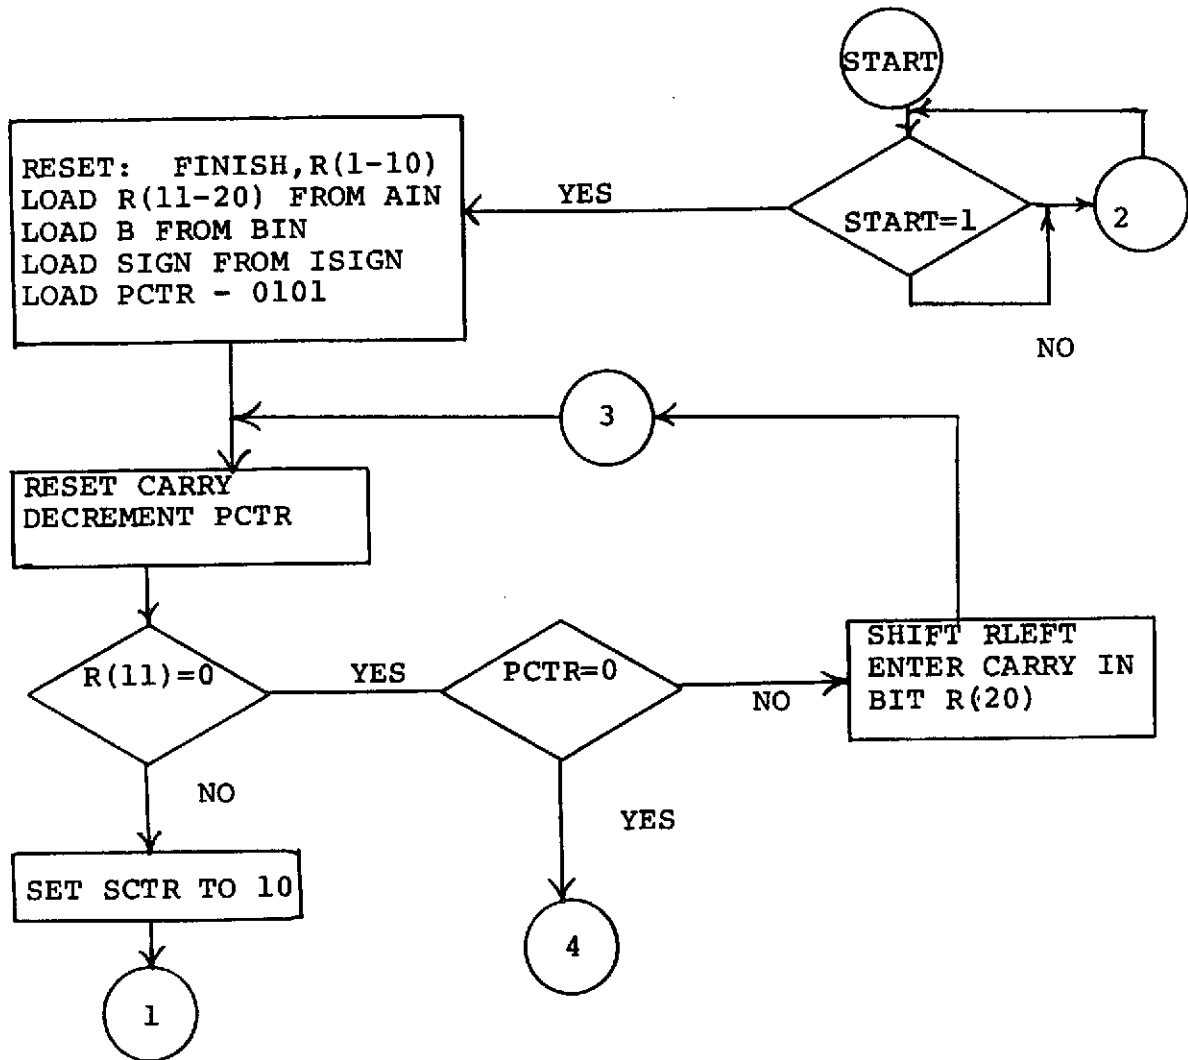 START
START=1
YES
NO
2
RESET: FINISH,R(1-10)
LOAD R(11-20) FROM AIN
LOAD B FROM BIN
LOAD SIGN FROM ISIGN
LOAD PCTR - 0101
3
RESET CARRY
DECREMENT PCTR
R(11)=0
YES
PCTR=0
NO
SHIFT RLEFT
ENTER CARRY IN
BIT R(20)
NO
YES
SET SCTR TO 10
4
1